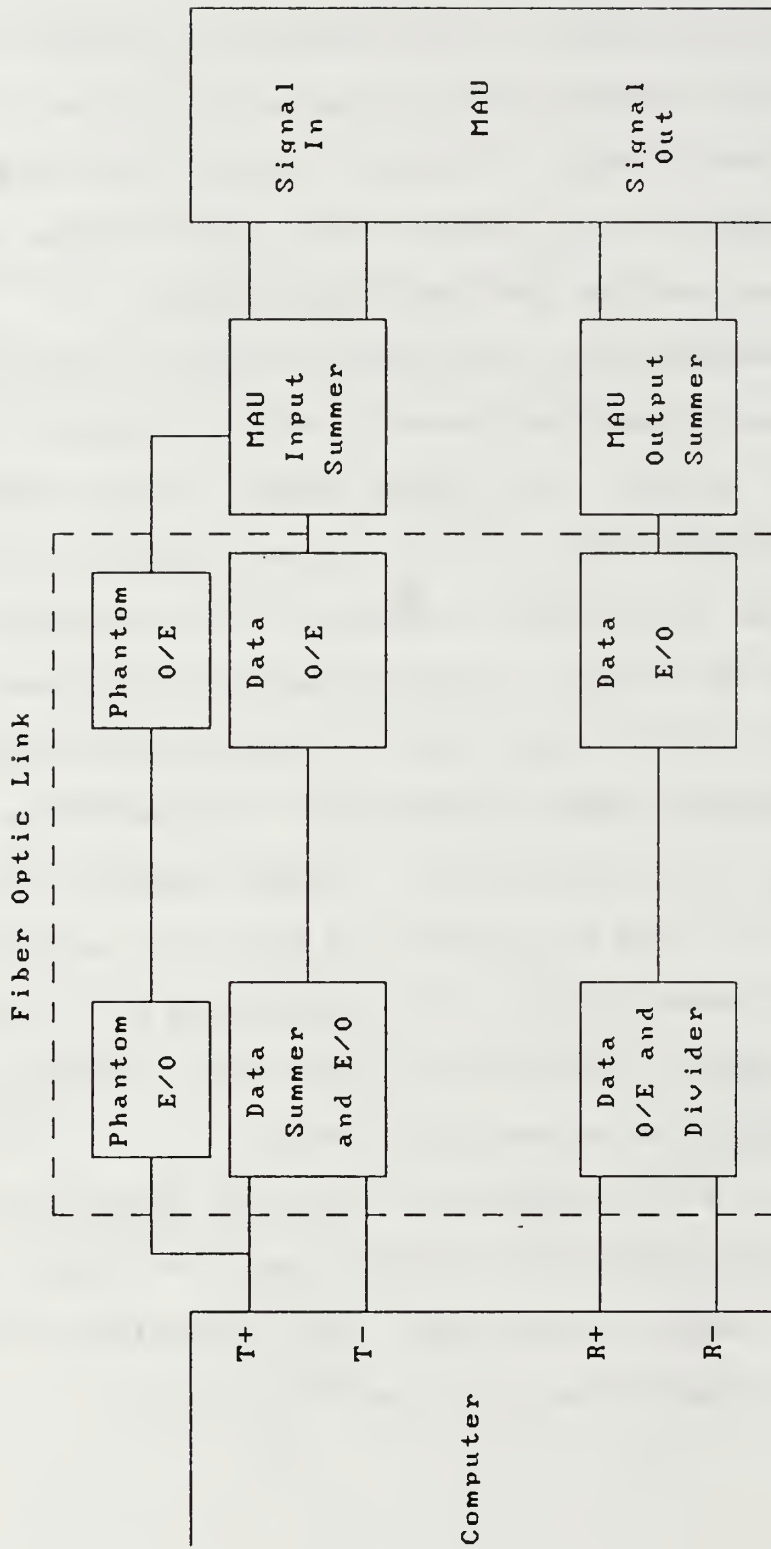 Fiber Optic Link
Computer
T+
T-
R+
R-
Phantom
E/O
Data
Summer
and E/O
Data
O/E and
Divider
Phantom
O/E
Data
O/E
Data
E/O
MAU
Input
Summer
MAU
Output
Summer
Signal
In
MAU
Signal
Out